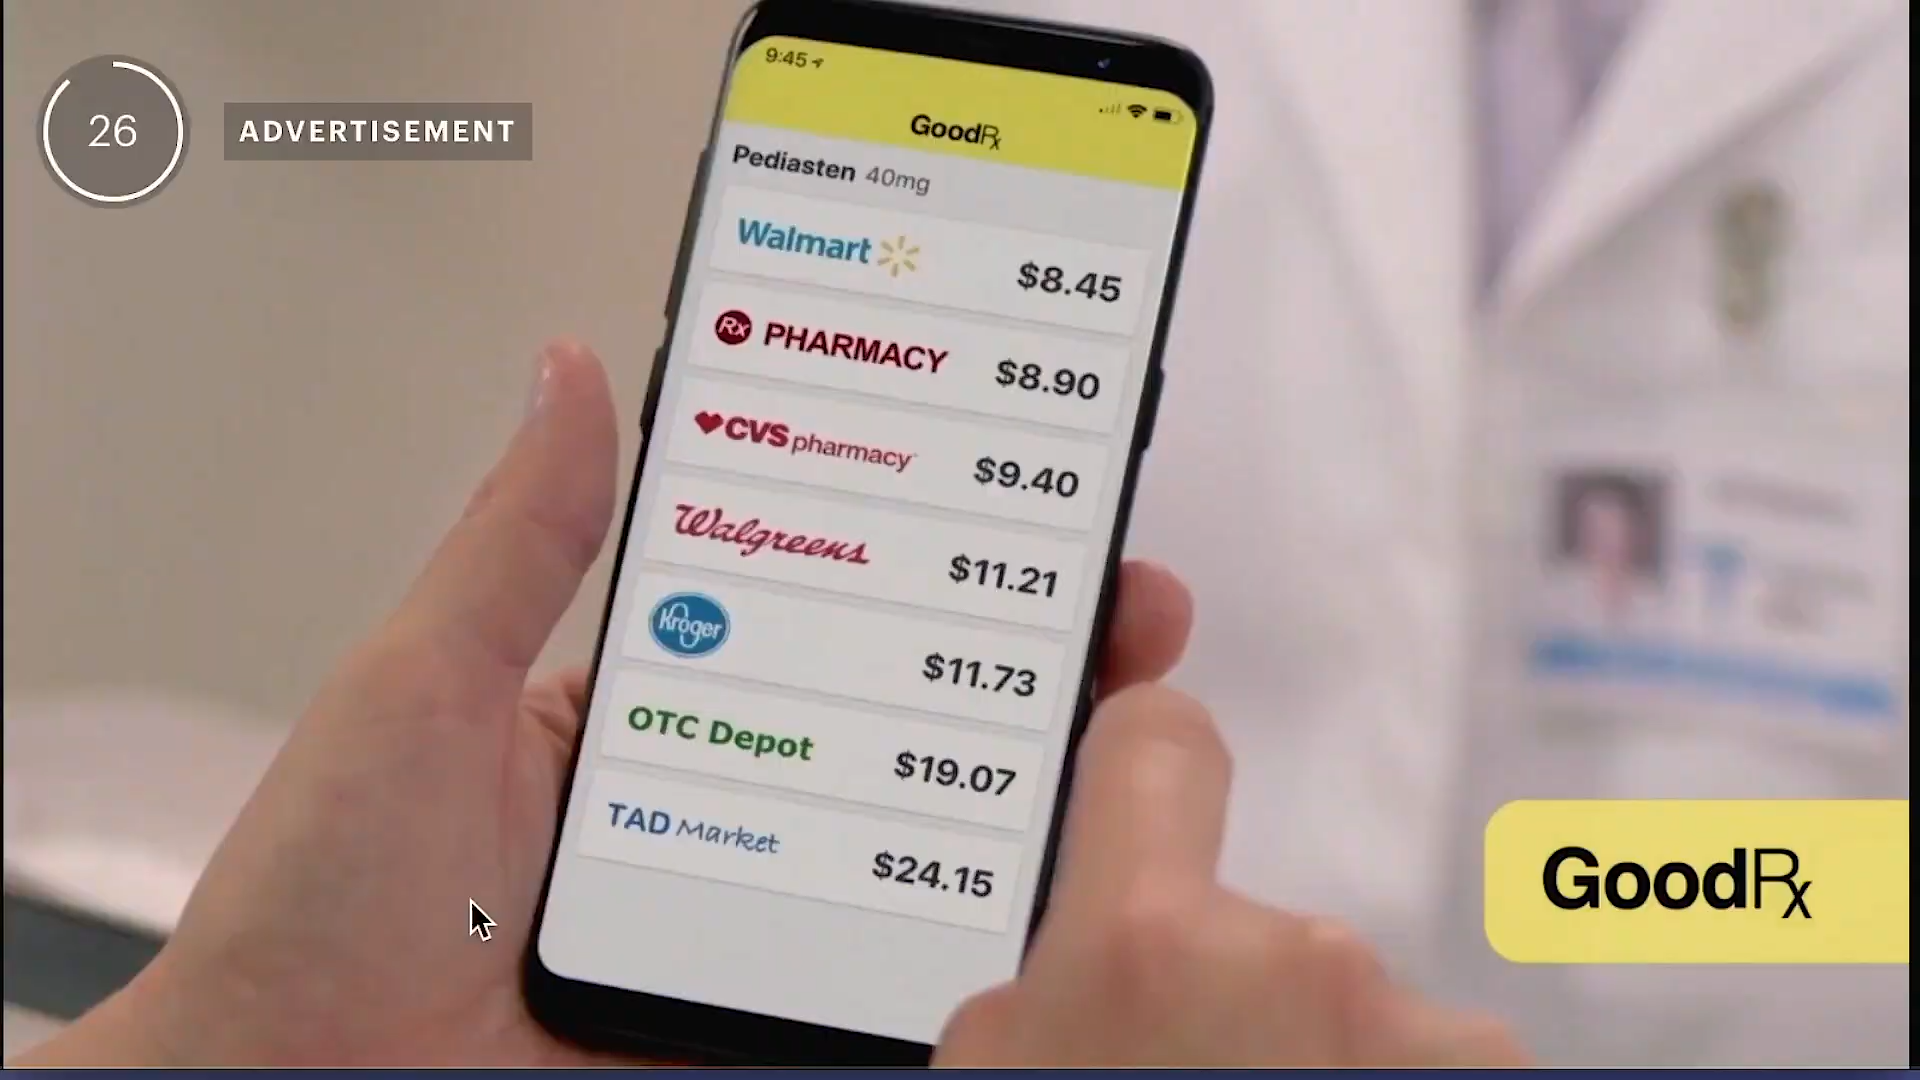 26
ADVERTISEMENT
9:45
GoodRx
Pediasten 40mg
Walmart $8.45
Rx PHARMACY $8.90
CVS pharmacy $9.40
Walgreens $11.21
Kroger $11.73
OTC Depot $19.07
TAD Market $24.15
GoodRx